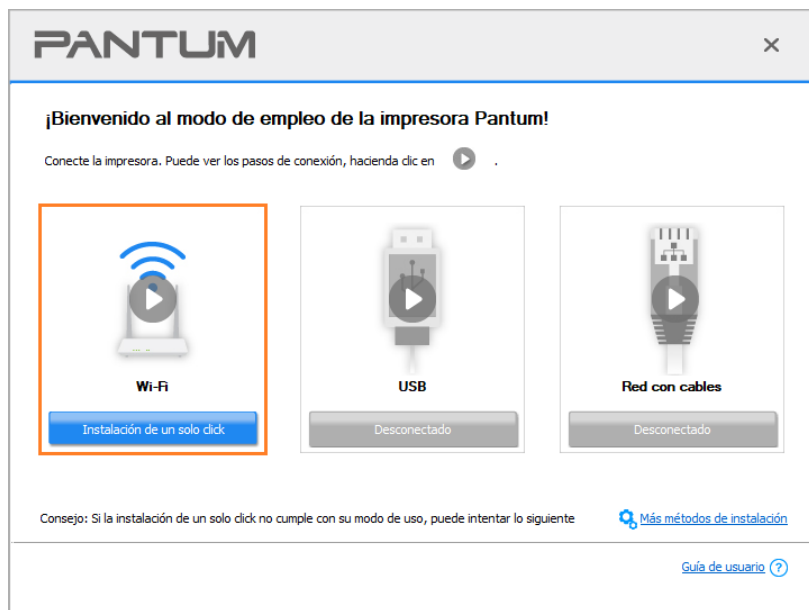 PANTUM
¡Bienvenido al modo de empleo de la impresora Pantum!
Conecte la impresora. Puede ver los pasos de conexión, hacienda clic en .
Wi-Fi
Instalación de un solo click
USB
Desconectado
Red con cables
Desconectado
Consejo: Si la instalación de un solo click no cumple con su modo de uso, puede intentar lo siguiente
Más métodos de instalación
Guía de usuario ?